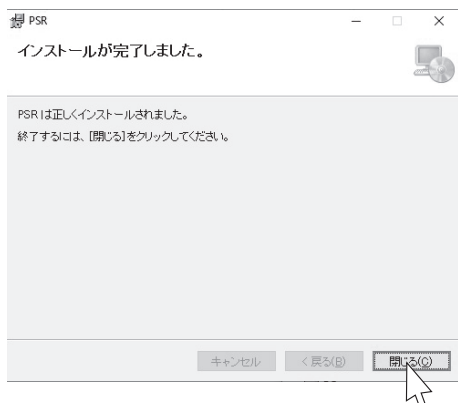 PSR
インストールが完了しました。
PSR は正しくインストールされました。
終了するには、[閉じる]をクリックしてください。
キャンセル
< 戻る(B)
閉じる(C)